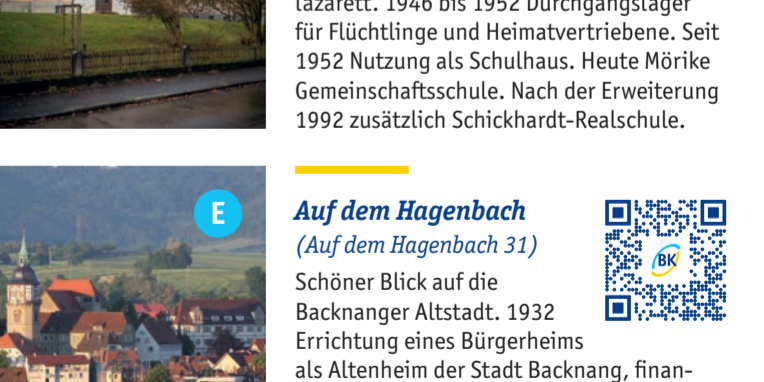 lazarett. 1946 bis 1952 Durchgangslager
für Flüchtlinge und Heimatvertriebene. Seit
1952 Nutzung als Schulhaus. Heute Mörike
Gemeinschaftsschule. Nach der Erweiterung
1992 zusätzlich Schickhardt-Realschule.
E
Auf dem Hagenbach
(Auf dem Hagenbach 31)
BK
Schöner Blick auf die
Backnanger Altstadt. 1932
Errichtung eines Bürgerheims
als Altenheim der Stadt Backnang, finan-